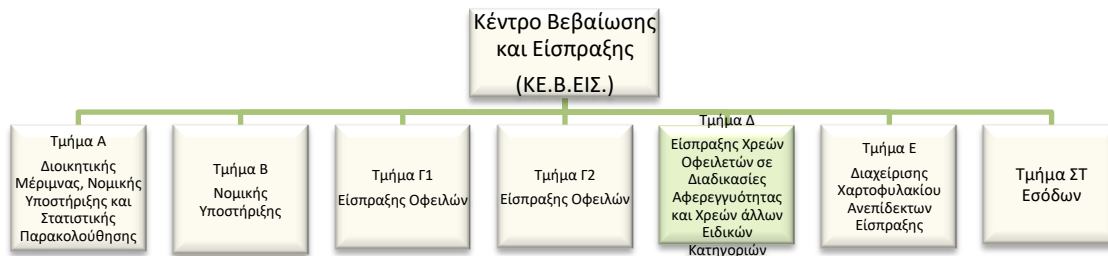 Κέντρο Βεβαίωσης
και Είσπραξης
(ΚΕ.Β.ΕΙΣ.)
Τμήμα Α
Διοικητικής
Μέριμνας, Νομικής
Υποστήριξης και
Στατιστικής
Παρακολούθησης
Τμήμα Β
Νομικής
Υποστήριξης
Τμήμα Γ1
Είσπραξης Οφειλών
Τμήμα Γ2
Είσπραξης Οφειλών
Τμήμα Δ
Είσπραξης Χρεών
Οφειλετών σε
Διαδικασίες
Αφερεγγυότητας
και Χρεών άλλων
Ειδικών
Κατηγοριών
Τμήμα Ε
Διαχείρισης
Χαρτοφυλακίου
Ανεπίδεκτων
Είσπραξης
Τμήμα ΣΤ
Εσόδων